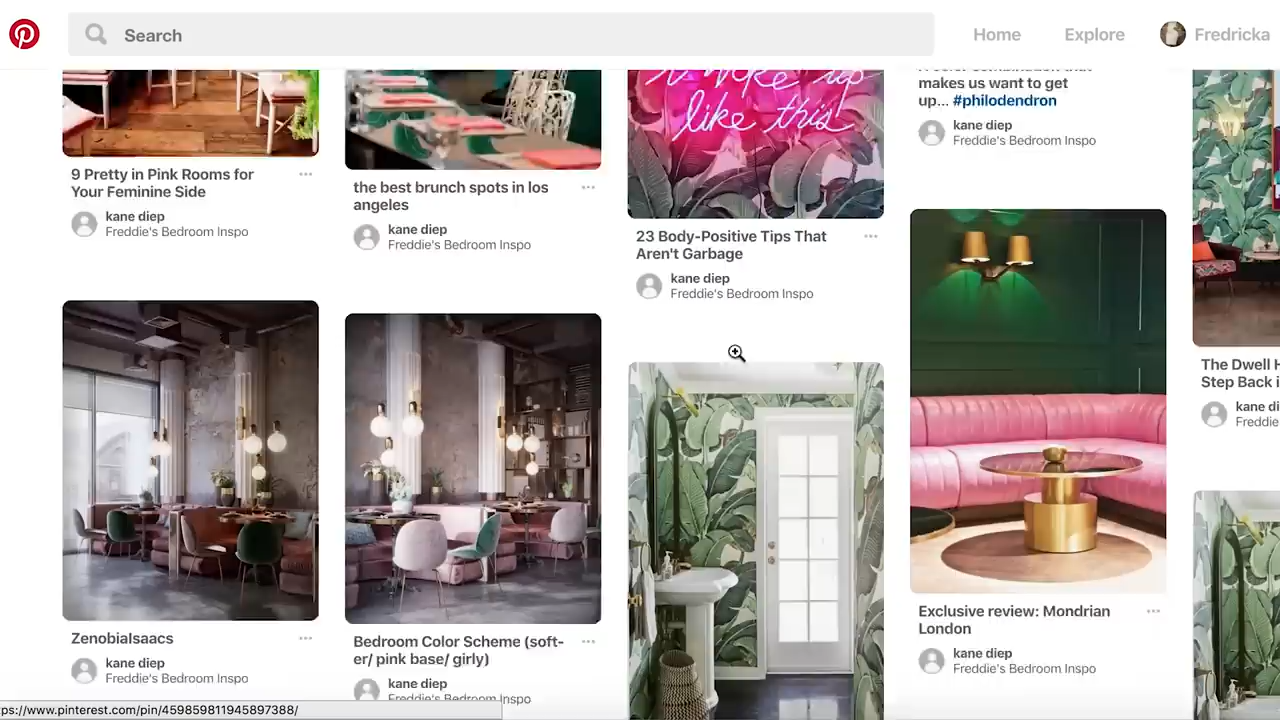 Search
Home
Explore
Fredricka
9 Pretty in Pink Rooms for
Your Feminine Side
kane diep
Freddie's Bedroom Inspo
the best brunch spots in los
angeles
kane diep
Freddie's Bedroom Inspo
like this!
23 Body-Positive Tips That
Aren't Garbage
kane diep
Freddie's Bedroom Inspo
makes us want to get
up... #philodendron
kane diep
Freddie's Bedroom Inspo
ZenobiaIsaacs
kane diep
Freddie's Bedroom Inspo
Bedroom Color Scheme (soft-
er/ pink base/ girly)
kane diep
Freddie's Bedroom Inspo
Exclusive review: Mondrian
London
kane diep
Freddie's Bedroom Inspo
The Dwell H
Step Back i
kane di
Freddie
ps://www.pinterest.com/pin/459859811945897388/